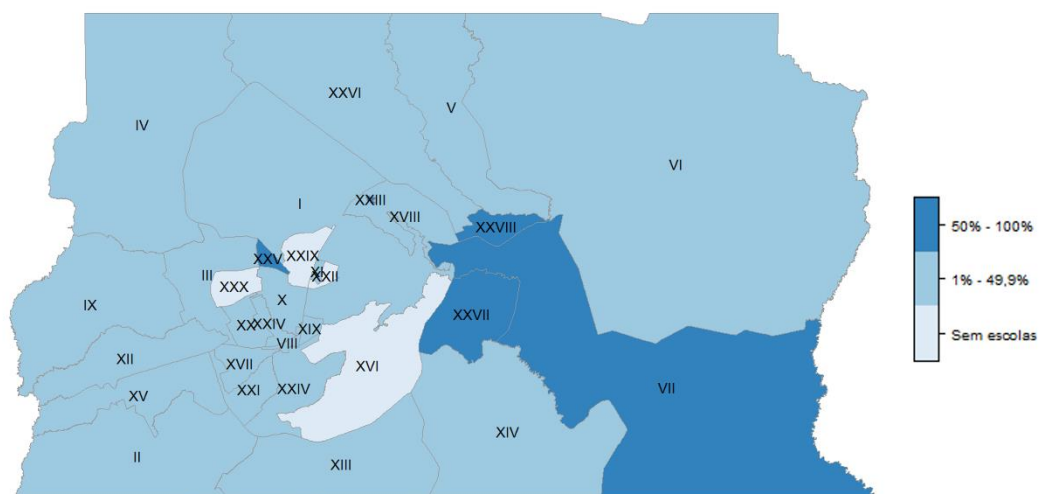 XXVI
V
IV
VI
XXIII
I
XVIII
XXVIII
XXV
XXIX
III
XI
XXII
XXX
X
IX
XXVII
XX
XXIV
XIX
VIII
XII
XVII
XVI
VII
XV
XXI
XXIV
XIV
II
XIII
50% - 100%
1% - 49,9%
Sem escolas